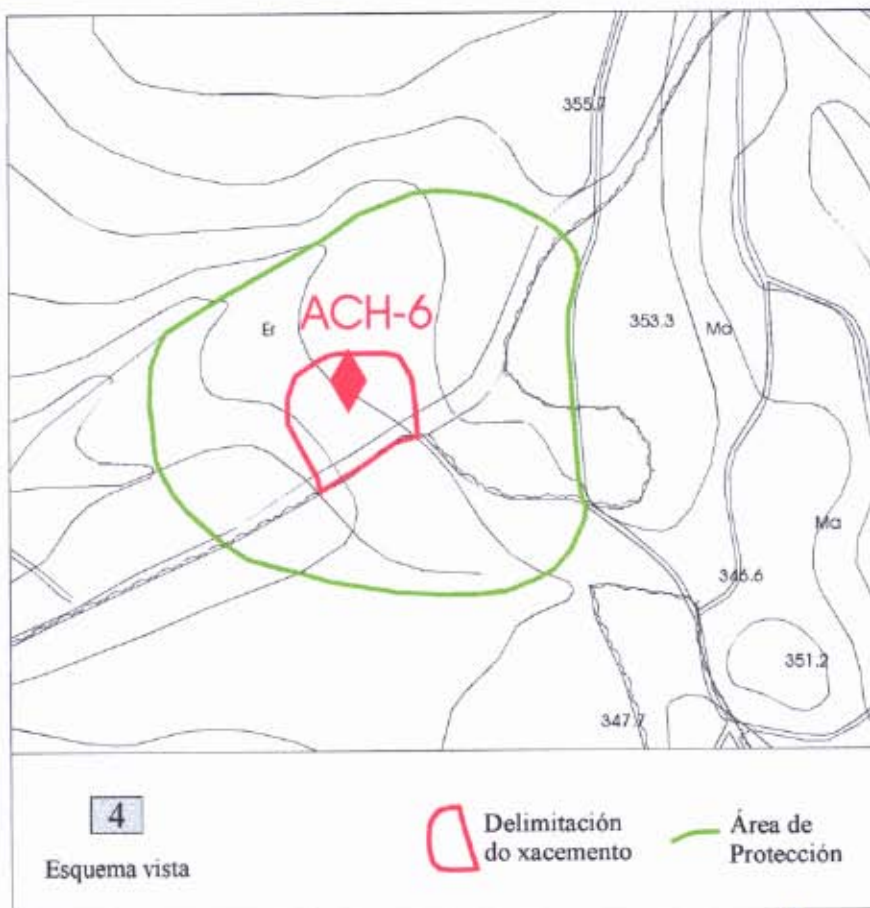 355.7
ACH-6
Er
353.3
Ma
Ma
346.6
351.2
347.7
4
Esquema vista
Delimitación
do xacemento
Área de
Protección